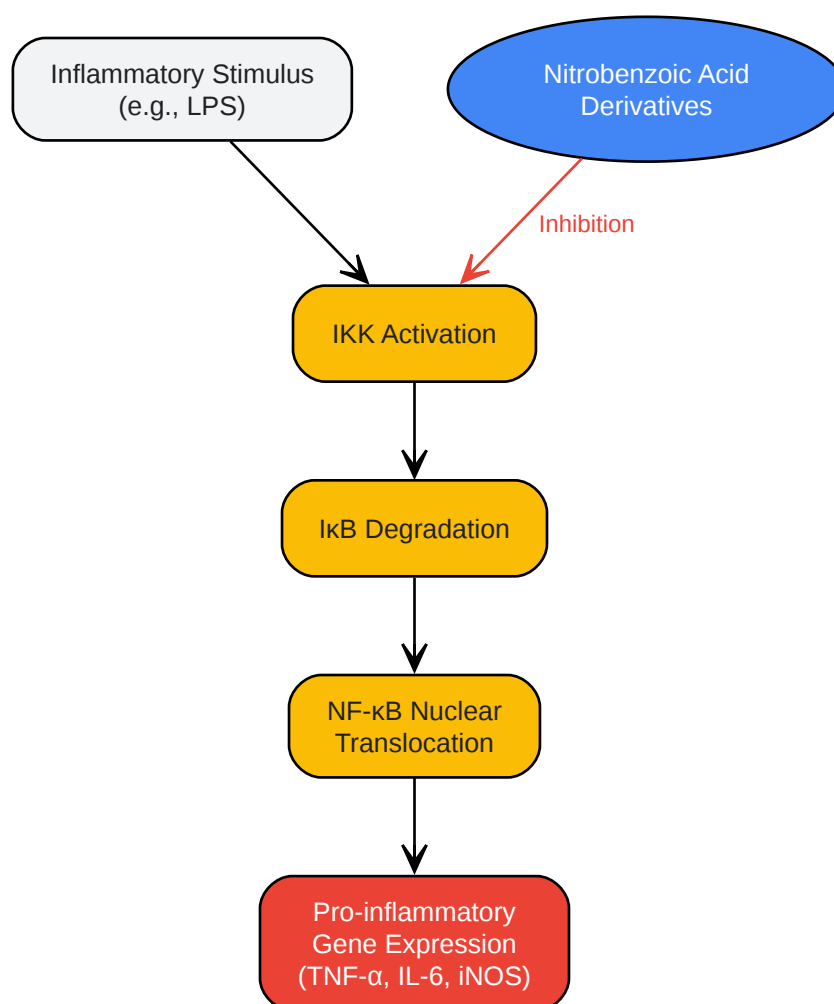 Inflammatory Stimulus
(e.g., LPS)
Nitrobenzoic Acid
Derivatives
Inhibition
IKK Activation
IκB Degradation
NF-κB Nuclear
Translocation
Pro-inflammatory
Gene Expression
(TNF-α, IL-6, iNOS)